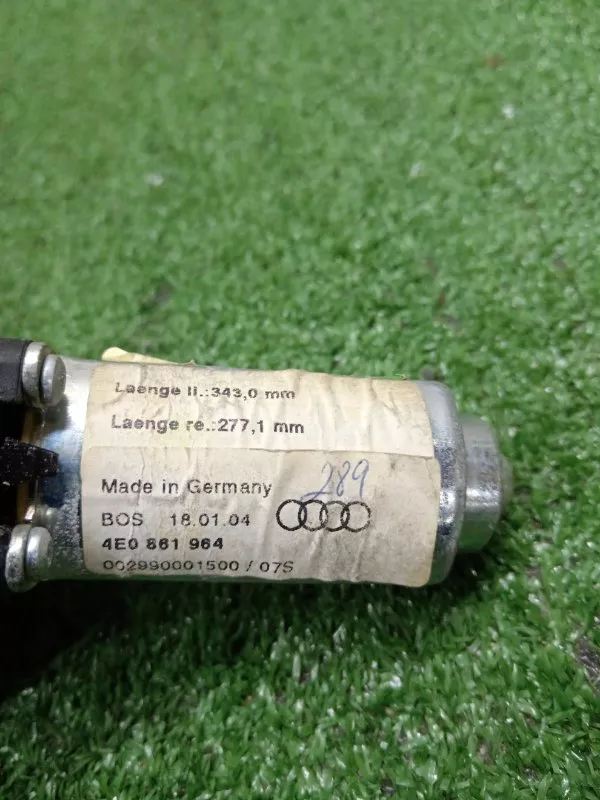 Laenge li.:343,0 mm
Laenge re.:277,1 mm
289
Made in Germany
BOS 18.01.04
4E0 861 964
002990001500 / 07S